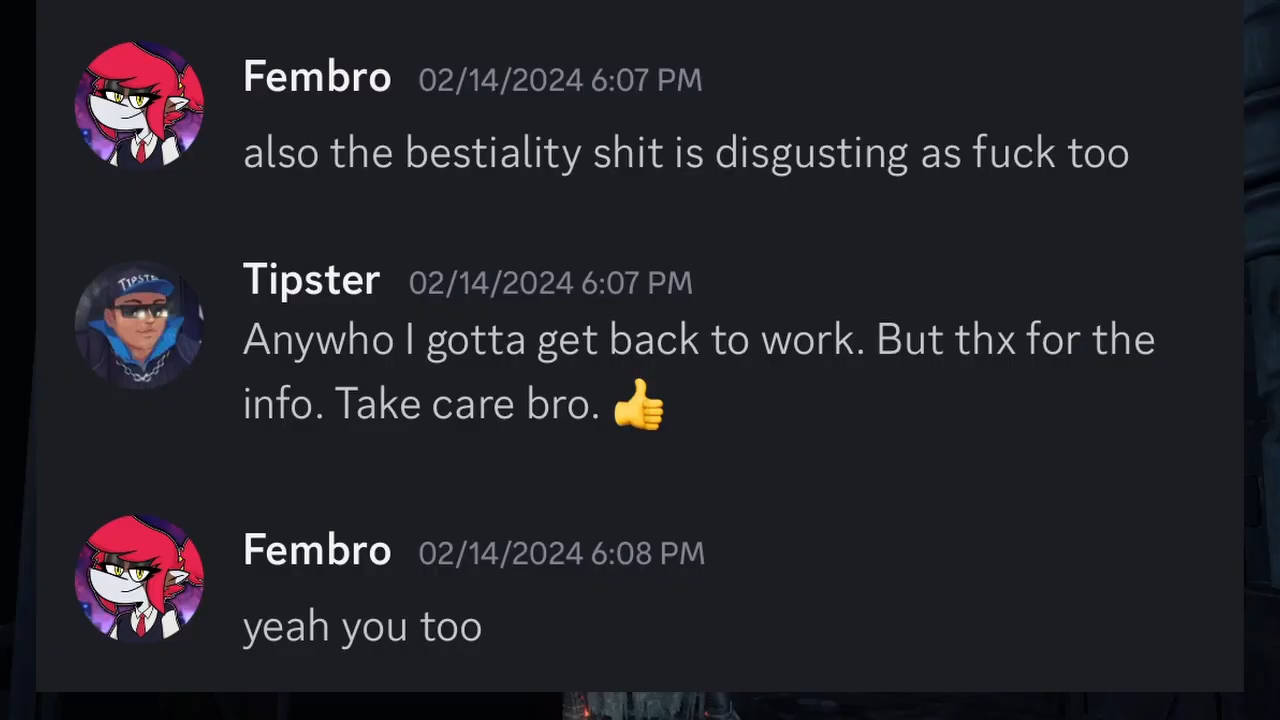 Fembro 02/14/2024 6:07 PM
also the bestiality shit is disgusting as fuck too
TIPSTER
Tipster 02/14/2024 6:07 PM
Anywho I gotta get back to work. But thx for the
info. Take care bro. 👍
Fembro 02/14/2024 6:08 PM
yeah you too